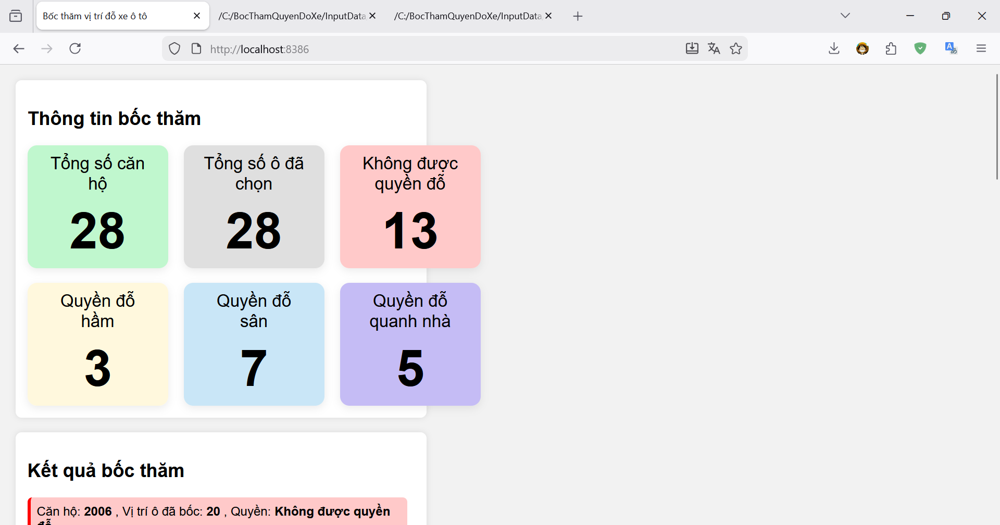 Bốc thăm vị trí đỗ xe ô tô
/C:/BocThamQuyenDoXe/InputData
/C:/BocThamQuyenDoXe/InputData
http://localhost:8386
Thông tin bốc thăm
Tổng số căn
hộ
28
Tổng số ô đã
chọn
28
Không được
quyền đỗ
13
Quyền đỗ
hầm
3
Quyền đỗ
sân
7
Quyền đỗ
quanh nhà
5
Kết quả bốc thăm
Căn hộ: 2006 , Vị trí ô đã bốc: 20 , Quyền: Không được quyền
đỗ